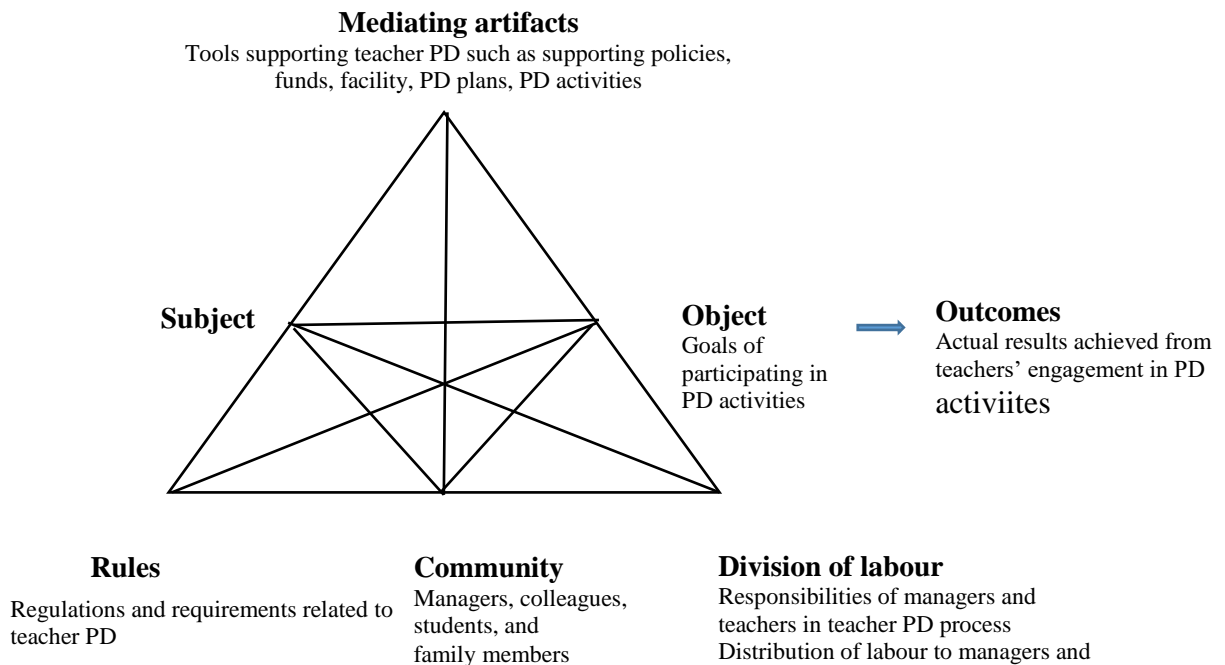 Mediating artifacts
Tools supporting teacher PD such as supporting policies,
funds, facility, PD plans, PD activities
Subject
Object
Goals of
participating in
PD activities
Outcomes
Actual results achieved from
teachers’ engagement in PD
activiites
Rules
Regulations and requirements related to
teacher PD
Community
Managers, colleagues,
students, and
family members
Division of labour
Responsibilities of managers and
teachers in teacher PD process
Distribution of labour to managers and